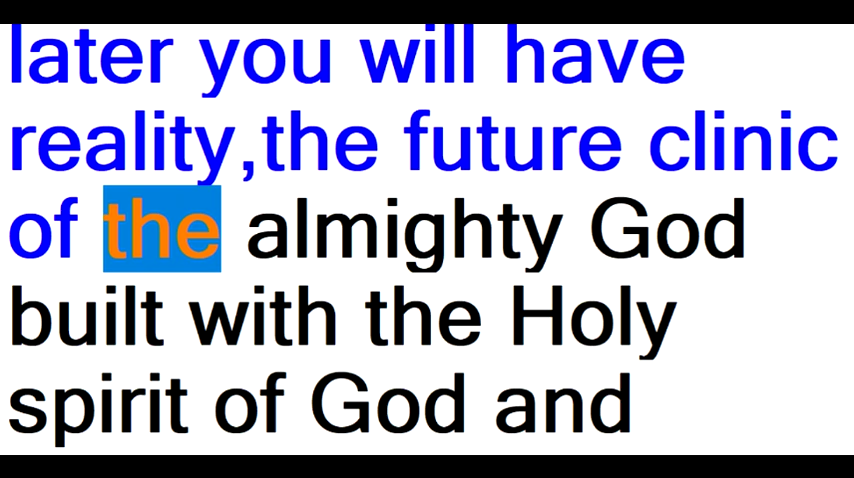 later you will have
reality,the future clinic
of the almighty God
built with the Holy
spirit of God and